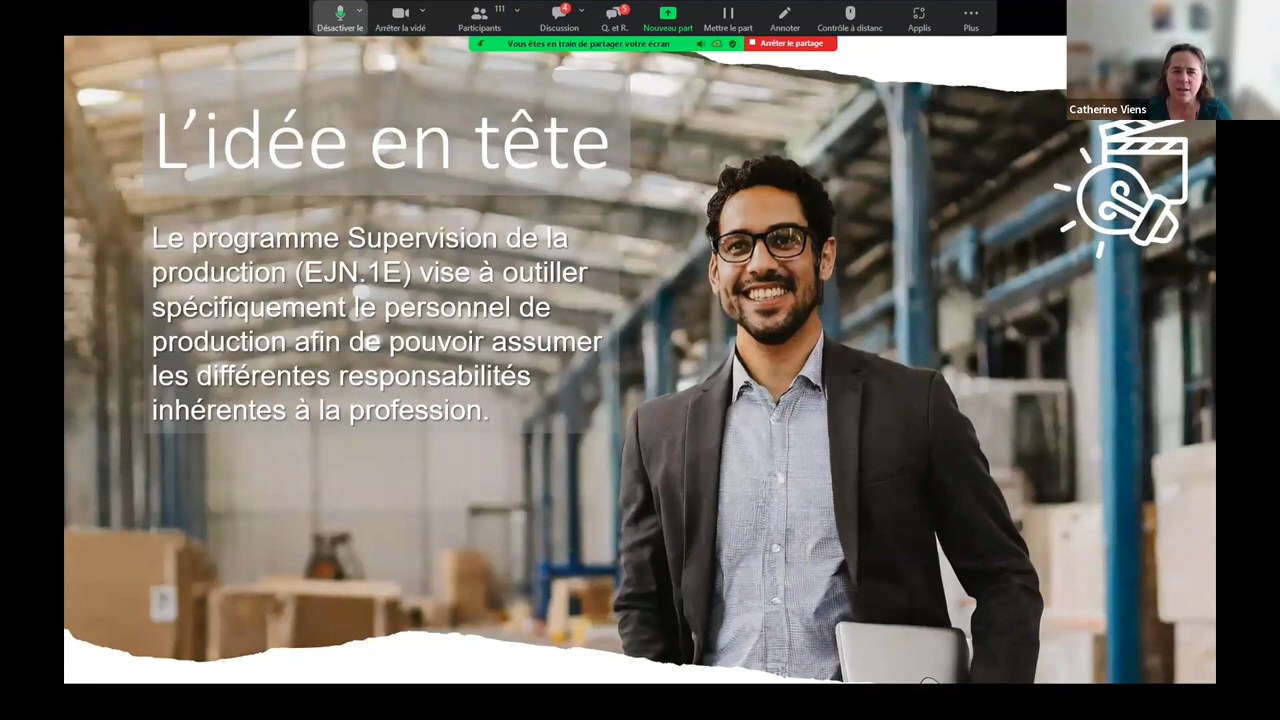 Désactiver le
Arrêter la vidé
Participants
111
Discussion
4
Q. et R.
5
Nouveau part
Mettre le part
Annoter
Contrôle à distanc
Applis
Plus
Vous êtes en train de partager votre écran
Arrêter le partage
Catherine Viens
L'idée en tête
Le programme Supervision de la
production (EJN.1E) vise à outiller
spécifiquement le personnel de
production afin de pouvoir assumer
les différentes responsabilités
inhérentes à la profession.